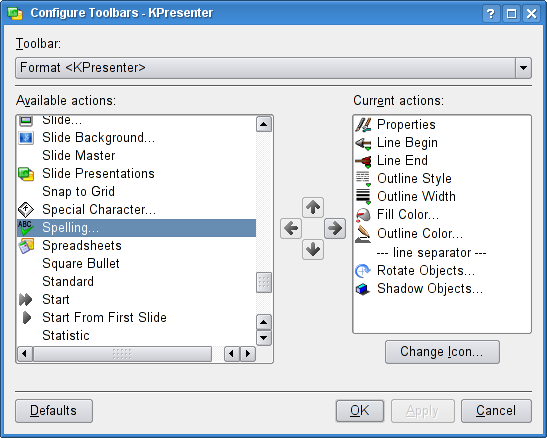 Configure Toolbars - KPresenter
Toolbar:
Format <KPresenter>
Available actions:
Slide...
Slide Background...
Slide Master
Slide Presentations
Snap to Grid
Special Character...
ABC
Spelling...
Spreadsheets
Square Bullet
Standard
Start
Start From First Slide
Statistic
Current actions:
Properties
Line Begin
Line End
Outline Style
Outline Width
Fill Color...
Outline Color...
--- line separator ---
Rotate Objects...
Shadow Objects...
Change Icon...
Defaults
OK
Apply
Cancel